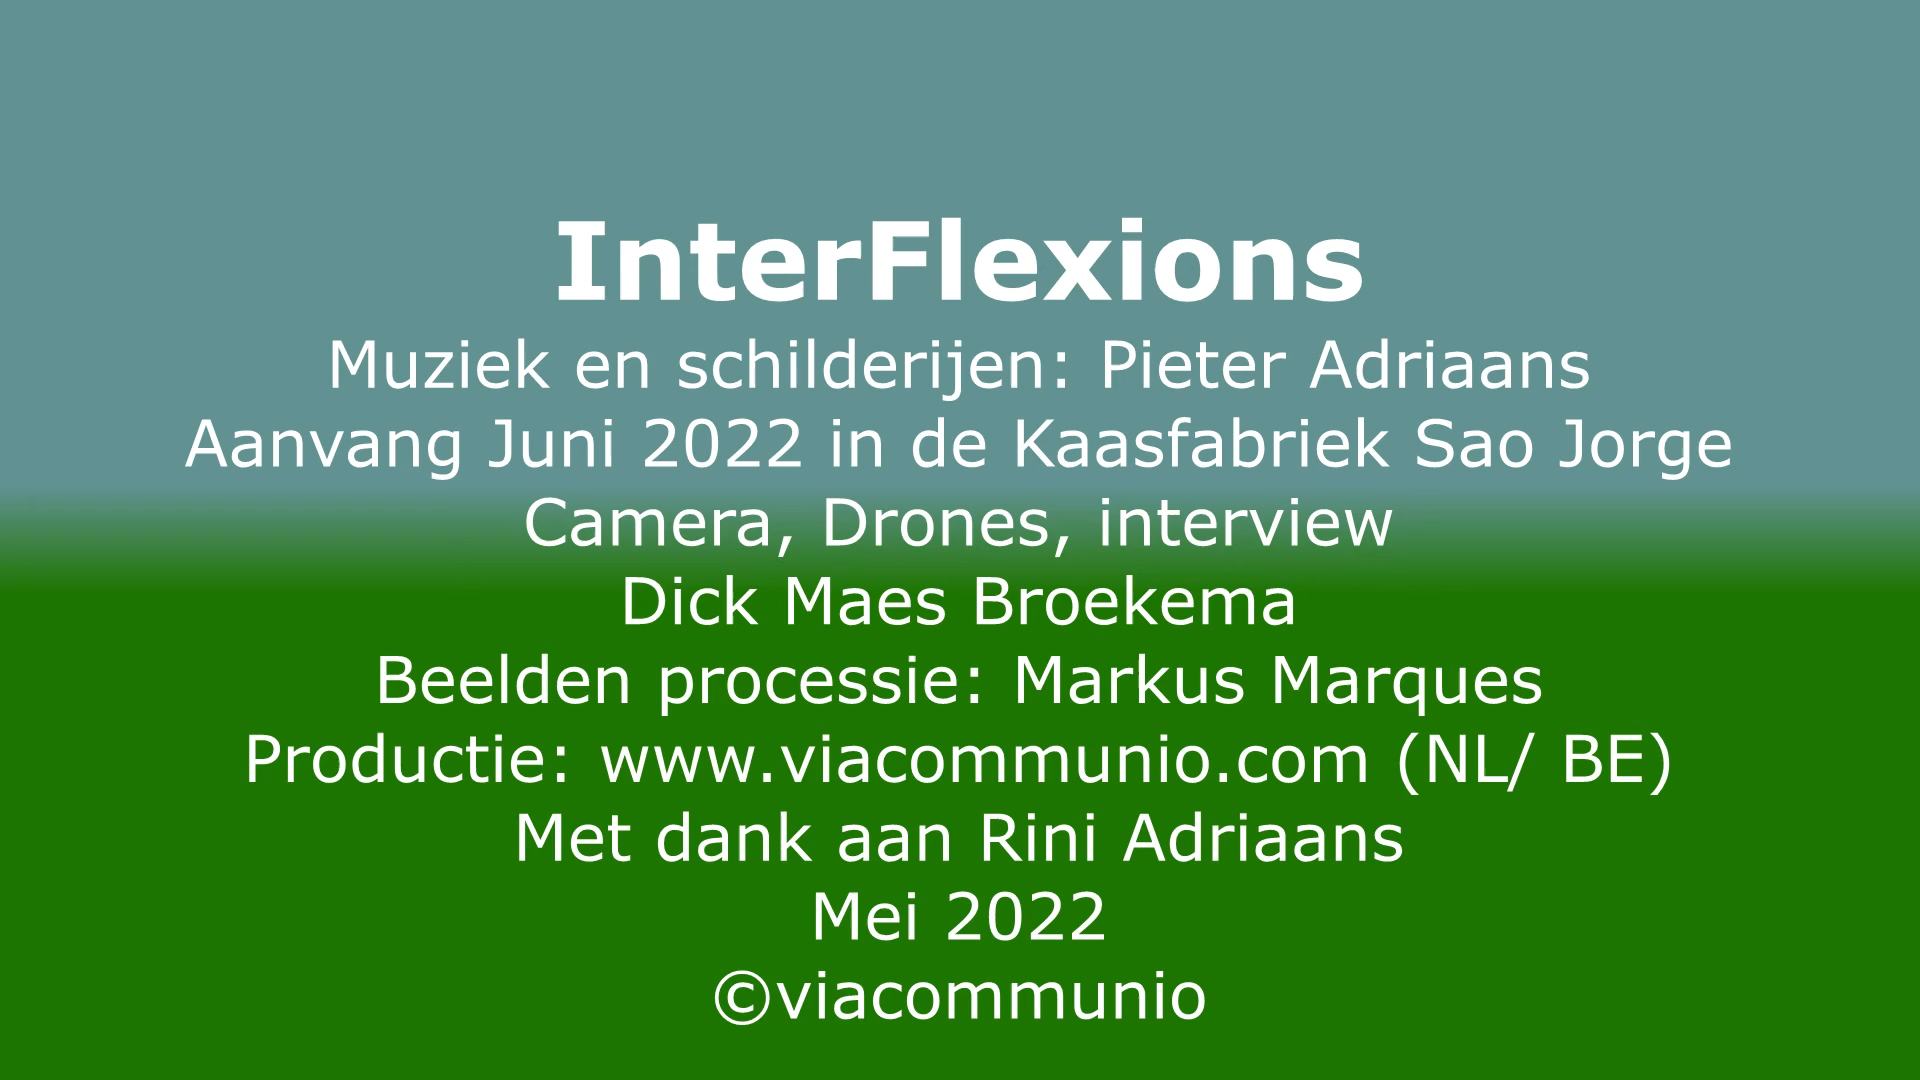 InterFlexions
Muziek en schilderijen: Pieter Adriaans
Aanvang Juni 2022 in de Kaasfabriek Sao Jorge
Camera, Drones, interview
Dick Maes Broekema
Beelden processie: Markus Marques
Productie: www.viacommunio.com (NL/ BE)
Met dank aan Rini Adriaans
Mei 2022
©viacommunio